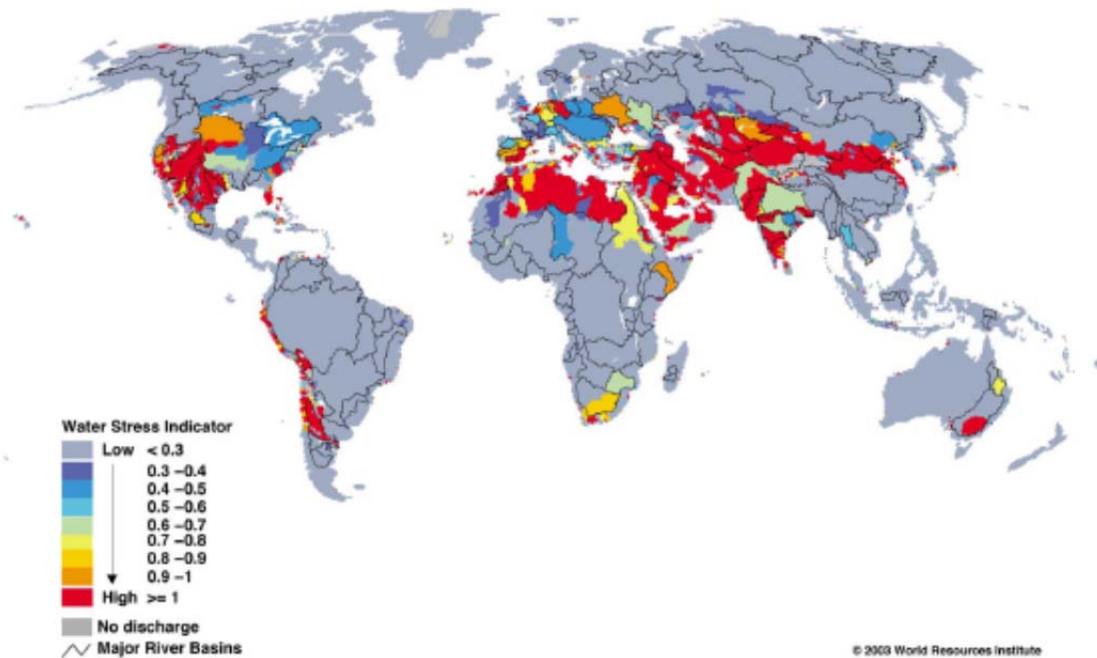 Water Stress Indicator
Low < 0.3
0.3 –0.4
0.4 –0.5
0.5 –0.6
0.6 –0.7
0.7 –0.8
0.8 –0.9
0.9 –1
High >= 1
No discharge
Major River Basins
© 2003 World Resources Institute